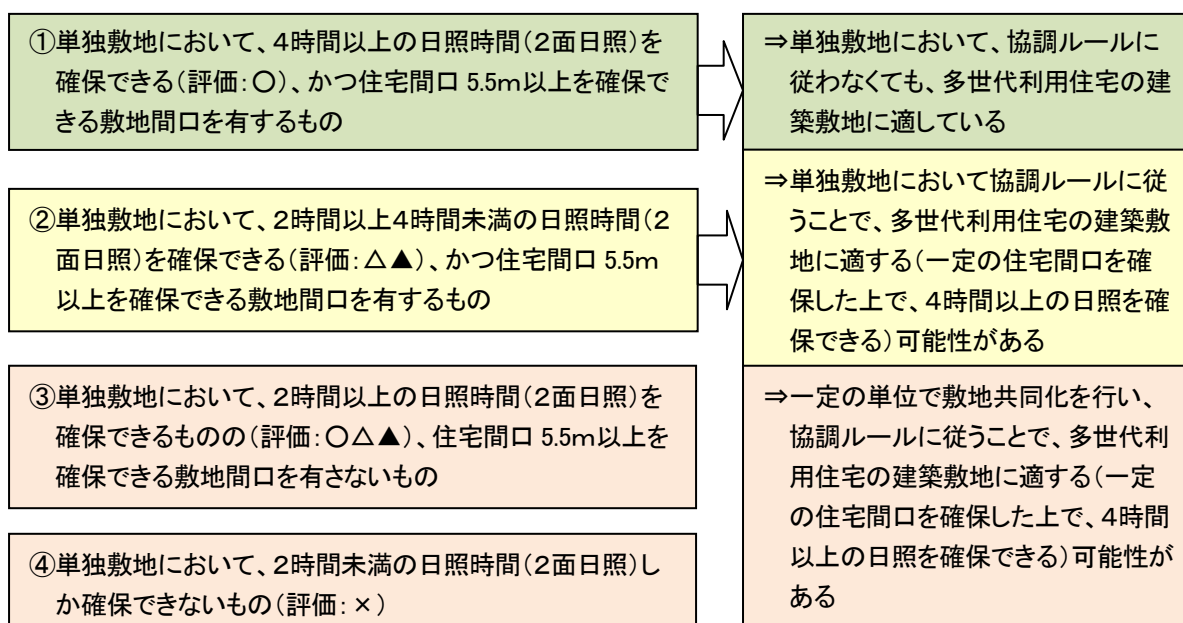 ①単独敷地において、4時間以上の日照時間(2面日照)を
確保できる(評価:〇)、かつ住宅間口 5.5m以上を確保で
きる敷地間口を有するもの
⇒単独敷地において、協調ルールに
従わなくても、多世代利用住宅の建
築敷地に適している
②単独敷地において、2時間以上4時間未満の日照時間(2
面日照)を確保できる(評価:△▲)、かつ住宅間口 5.5m
以上を確保できる敷地間口を有するもの
⇒単独敷地において協調ルールに従
うことで、多世代利用住宅の建築敷
地に適する(一定の住宅間口を確
保した上で、4時間以上の日照を確
保できる)可能性がある
③単独敷地において、2時間以上の日照時間(2面日照)を
確保できるものの(評価:〇△▲)、住宅間口 5.5m以上を
確保できる敷地間口を有さないもの
④単独敷地において、2時間未満の日照時間(2面日照)し
か確保できないもの(評価:×)
⇒一定の単位で敷地共同化を行い、
協調ルールに従うことで、多世代利
用住宅の建築敷地に適する(一定
の住宅間口を確保した上で、4時間
以上の日照を確保できる)可能性が
ある